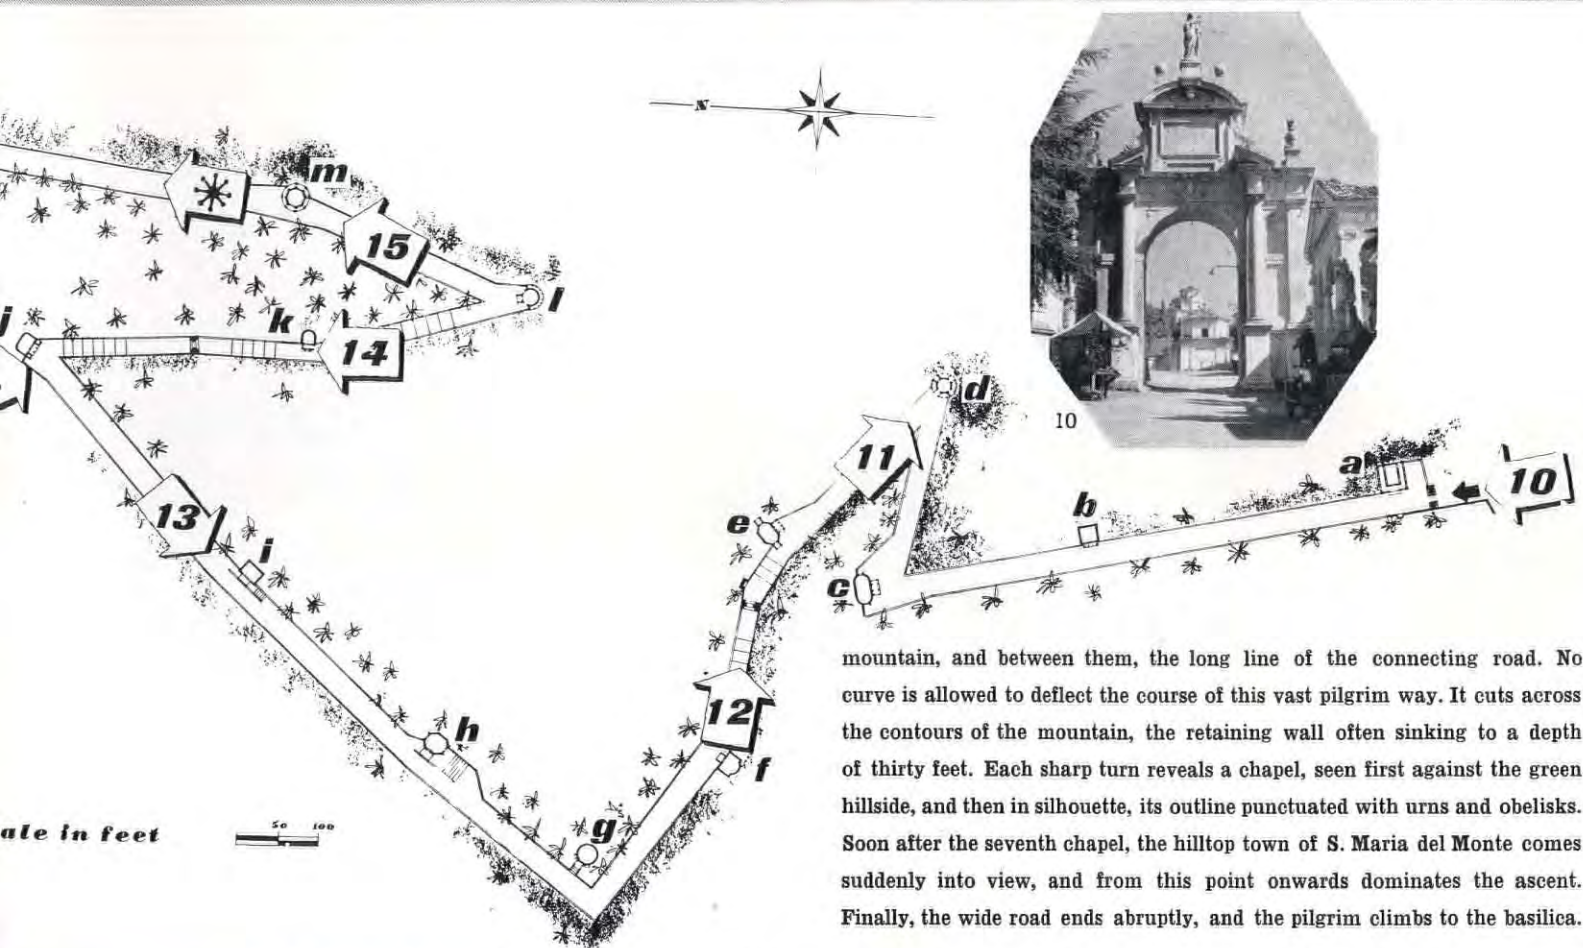 N
m
15
l
j
k
14
10
d
11
a
10
b
13
e
i
c
12
h
f
g
ale in feet
50 100
mountain, and between them, the long line of the connecting road. No
curve is allowed to deflect the course of this vast pilgrim way. It cuts across
the contours of the mountain, the retaining wall often sinking to a depth
of thirty feet. Each sharp turn reveals a chapel, seen first against the green
hillside, and then in silhouette, its outline punctuated with urns and obelisks.
Soon after the seventh chapel, the hilltop town of S. Maria del Monte comes
suddenly into view, and from this point onwards dominates the ascent.
Finally, the wide road ends abruptly, and the pilgrim climbs to the basilica.